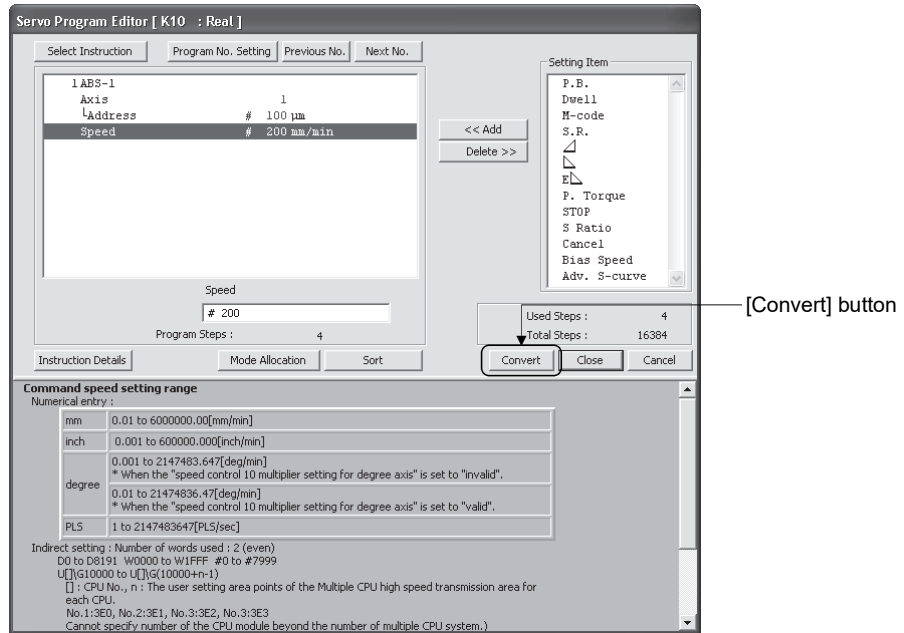 Servo Program Editor [ K10 : Real ]
Select Instruction Program No. Setting Previous No. Next No.
Setting Item
1 ABS-1
Axis 1
Address # 100 µm
Speed # 200 mm/min
<< Add
Delete >>
P.B.
Dwell
M-code
S.R.
E
P. Torque
STOP
S Ratio
Cancel
Bias Speed
Adv. S-curve
Speed
# 200
Program Steps : 4
Used Steps : 4
Total Steps : 16384
[Convert] button
Instruction Details Mode Allocation Sort Convert Close Cancel
Command speed setting range
Numerical entry :
mm 0.01 to 6000000.00[mm/min]
inch 0.001 to 600000.000[inch/min]
degree 0.001 to 2147483.647[deg/min]
* When the "speed control 10 multiplier setting for degree axis" is set to "invalid".
0.01 to 21474836.47[deg/min]
* When the "speed control 10 multiplier setting for degree axis" is set to "valid".
PLS 1 to 2147483647[PLS/sec]
Indirect setting : Number of words used : 2 (even)
D0 to D8191 W0000 to W1FFF #0 to #7999
U[]\G10000 to U[]\G(10000+n-1)
[] : CPU No., n : The user setting area points of the Multiple CPU high speed transmission area for
each CPU.
No.1:3E0, No.2:3E1, No.3:3E2, No.3:3E3
Cannot specify number of the CPU module beyond the number of multiple CPU system.)